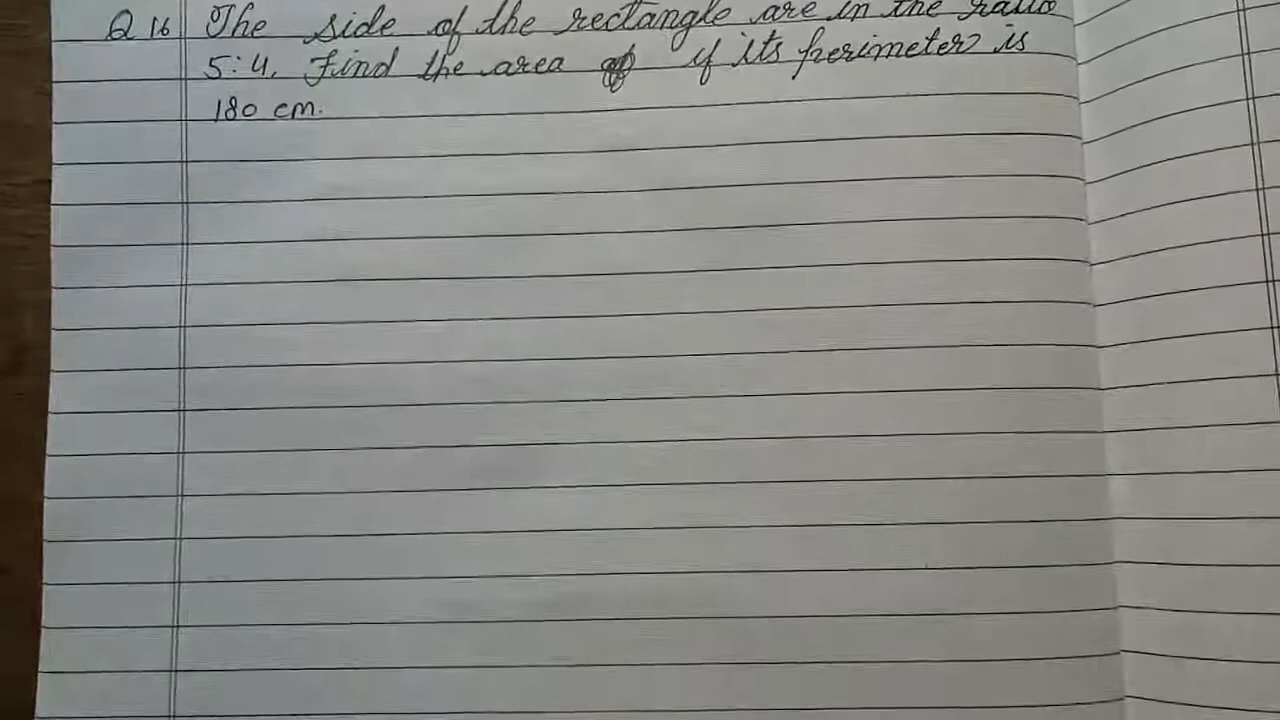 Q 16 The side of the rectangle are in the ratio
5:4. Find the area if its perimeter is
180 cm.